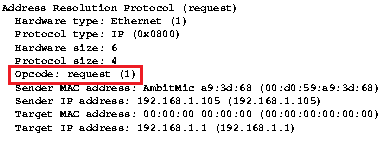 Address Resolution Protocol (request)
Hardware type: Ethernet (1)
Protocol type: IP (0x0800)
Hardware size: 6
Protocol size: 4
Opcode: request (1)
Sender MAC address: AmbitMic a9:3d:68 (00:d0:59:a9:3d:68)
Sender IP address: 192.168.1.105 (192.168.1.105)
Target MAC address: 00:00:00 00:00:00 (00:00:00:00:00:00)
Target IP address: 192.168.1.1 (192.168.1.1)